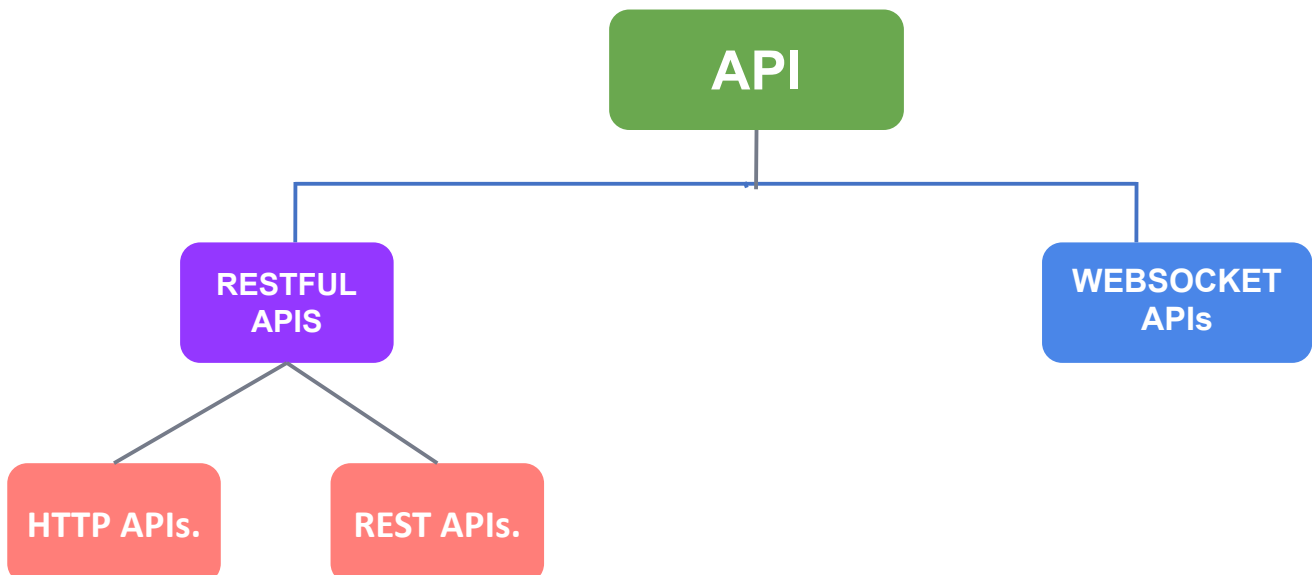 API
RESTFUL
APIS
WEBSOCKET
APIs
HTTP APIs.
REST APIs.